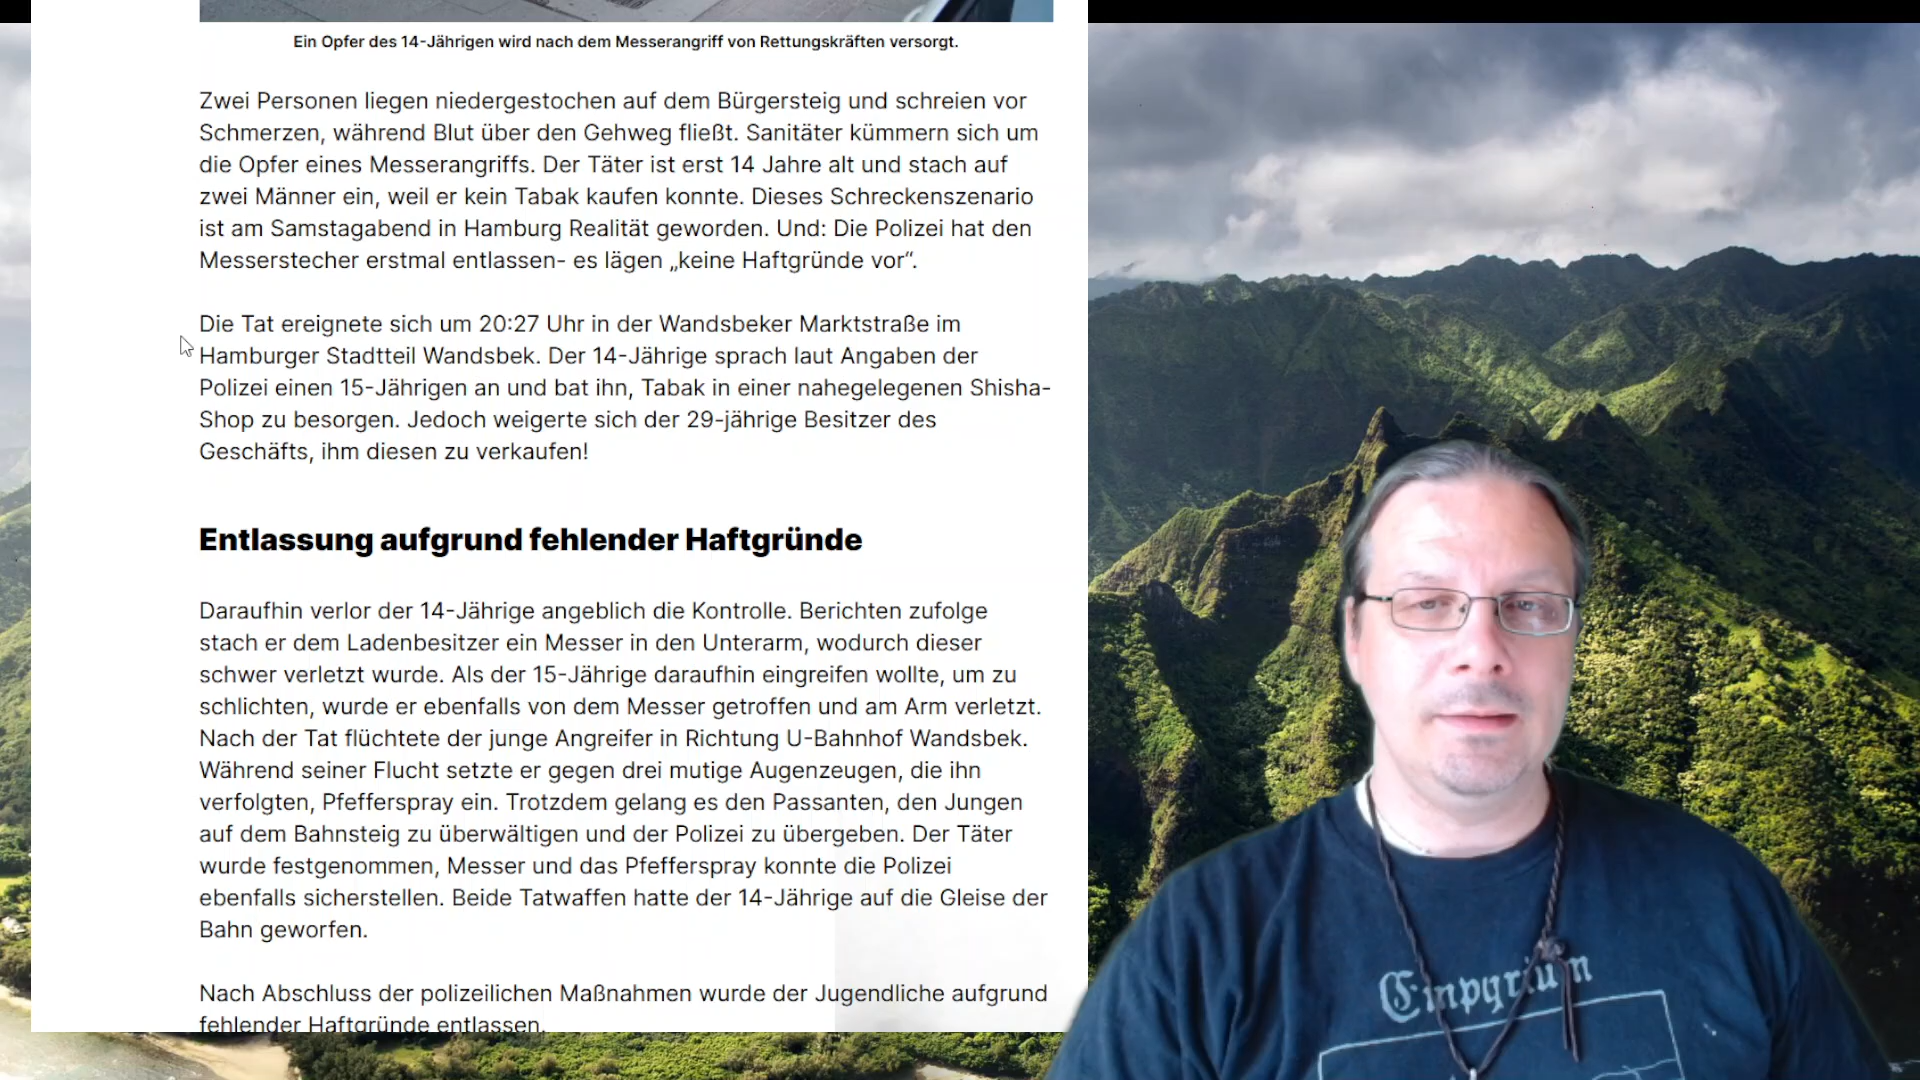 Ein Opfer des 14-Jährigen wird nach dem Messerangriff von Rettungskräften versorgt.
Zwei Personen liegen niedergestochen auf dem Bürgersteig und schreien vor
Schmerzen, während Blut über den Gehweg fließt. Sanitäter kümmern sich um
die Opfer eines Messerangriffs. Der Täter ist erst 14 Jahre alt und stach auf
zwei Männer ein, weil er kein Tabak kaufen konnte. Dieses Schreckenszenario
ist am Samstagabend in Hamburg Realität geworden. Und: Die Polizei hat den
Messerstecher erstmal entlassen- es lägen „keine Haftgründe vor“.
Die Tat ereignete sich um 20:27 Uhr in der Wandsbeker Marktstraße im
Hamburger Stadtteil Wandsbek. Der 14-Jährige sprach laut Angaben der
Polizei einen 15-Jährigen an und bat ihn, Tabak in einer nahegelegenen Shisha-
Shop zu besorgen. Jedoch weigerte sich der 29-jährige Besitzer des
Geschäfts, ihm diesen zu verkaufen!
Entlassung aufgrund fehlender Haftgründe
Daraufhin verlor der 14-Jährige angeblich die Kontrolle. Berichten zufolge
stach er dem Ladenbesitzer ein Messer in den Unterarm, wodurch dieser
schwer verletzt wurde. Als der 15-Jährige daraufhin eingreifen wollte, um zu
schlichten, wurde er ebenfalls von dem Messer getroffen und am Arm verletzt.
Nach der Tat flüchtete der junge Angreifer in Richtung U-Bahnhof Wandsbek.
Während seiner Flucht setzte er gegen drei mutige Augenzeugen, die ihn
verfolgten, Pfefferspray ein. Trotzdem gelang es den Passanten, den Jungen
auf dem Bahnsteig zu überwältigen und der Polizei zu übergeben. Der Täter
wurde festgenommen, Messer und das Pfefferspray konnte die Polizei
ebenfalls sicherstellen. Beide Tatwaffen hatte der 14-Jährige auf die Gleise der
Bahn geworfen.
Nach Abschluss der polizeilichen Maßnahmen wurde der Jugendliche aufgrund
fehlender Haftgründe entlassen.
Empyrium